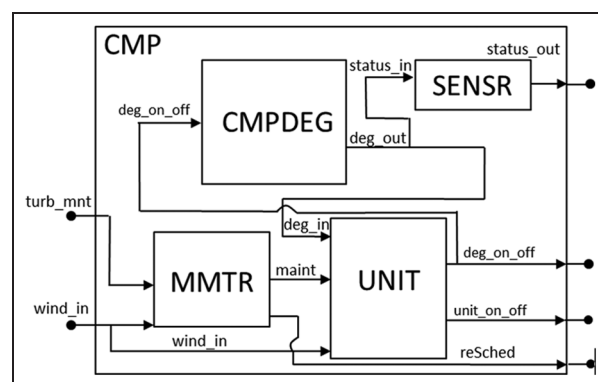 CMP
status_out
status_in
SENSR
deg_on_off
CMPDEG
deg_out
turb_mnt
deg_in
MMTR
maint
UNIT
deg_on_off
wind_in
unit_on_off
wind_in
reSched